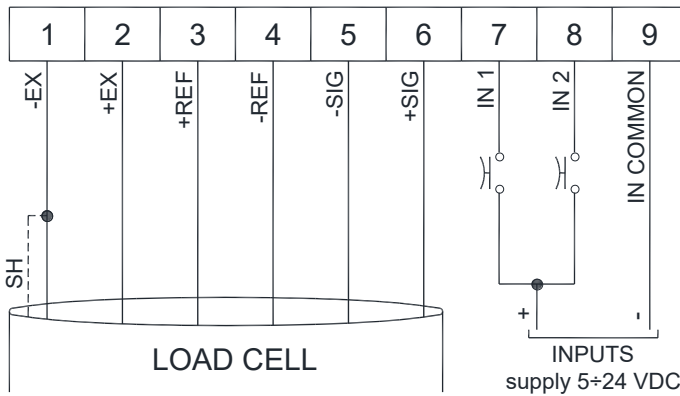 1 2 3 4 5 6 7 8 9
-EX
+EX
+REF
-REF
-SIG
+SIG
IN 1
IN 2
IN COMMON
SH
+
-
LOAD CELL
INPUTS
supply 5÷24 VDC